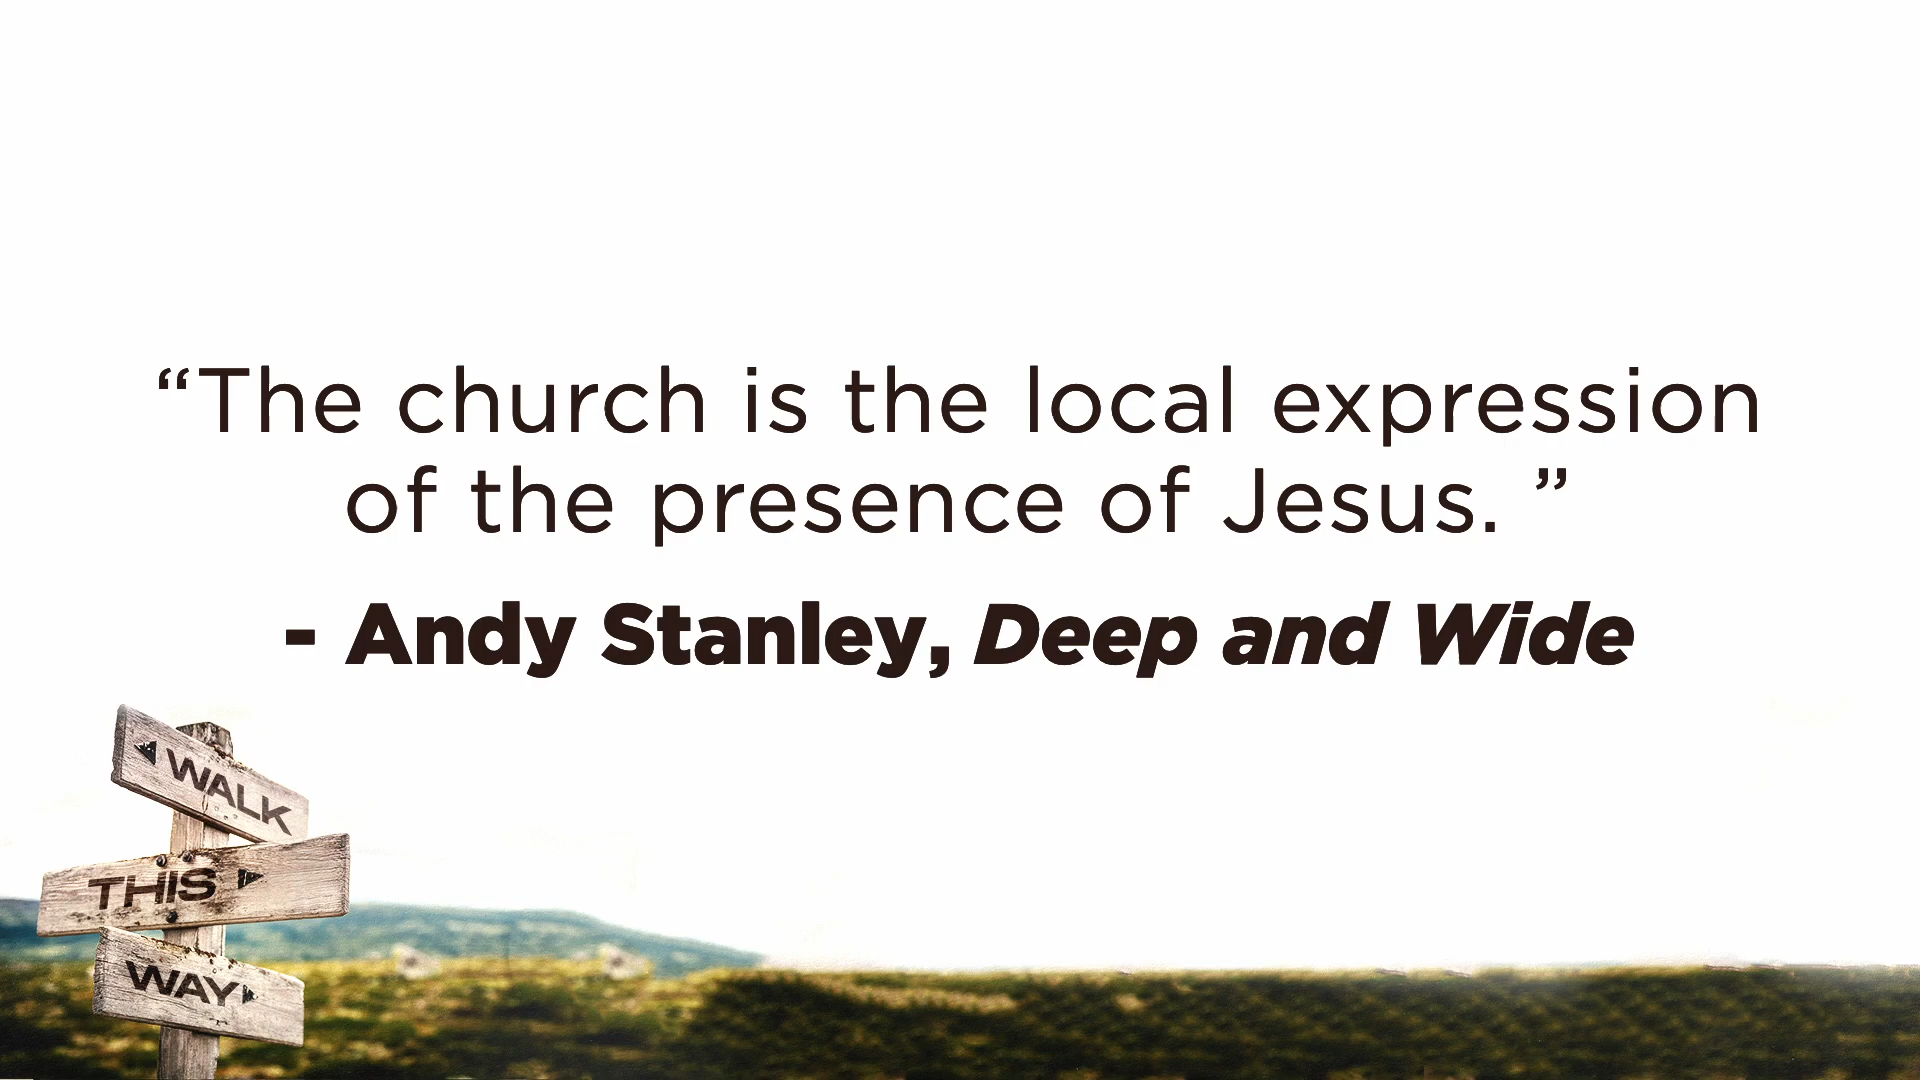 “The church is the local expression
of the presence of Jesus. ”
- Andy Stanley, Deep and Wide
WALK
THIS
WAY